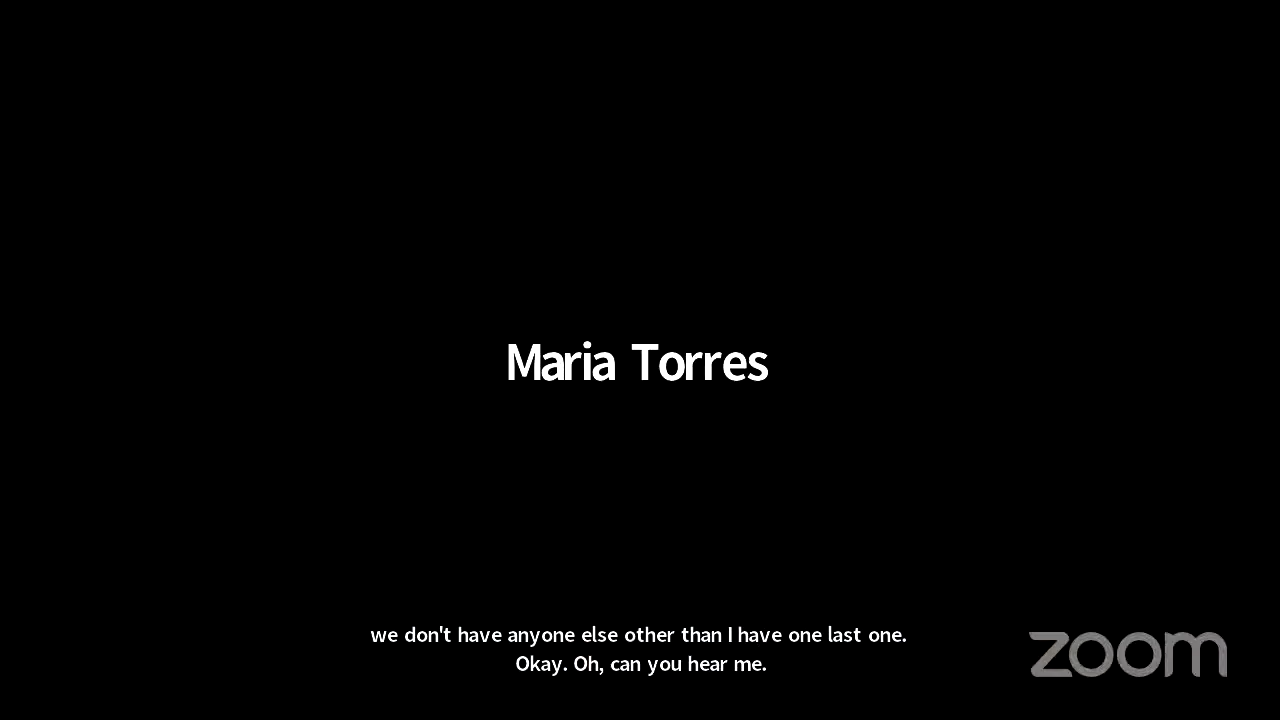 Maria Torres
we don't have anyone else other than I have one last one.
Okay. Oh, can you hear me.
zoom